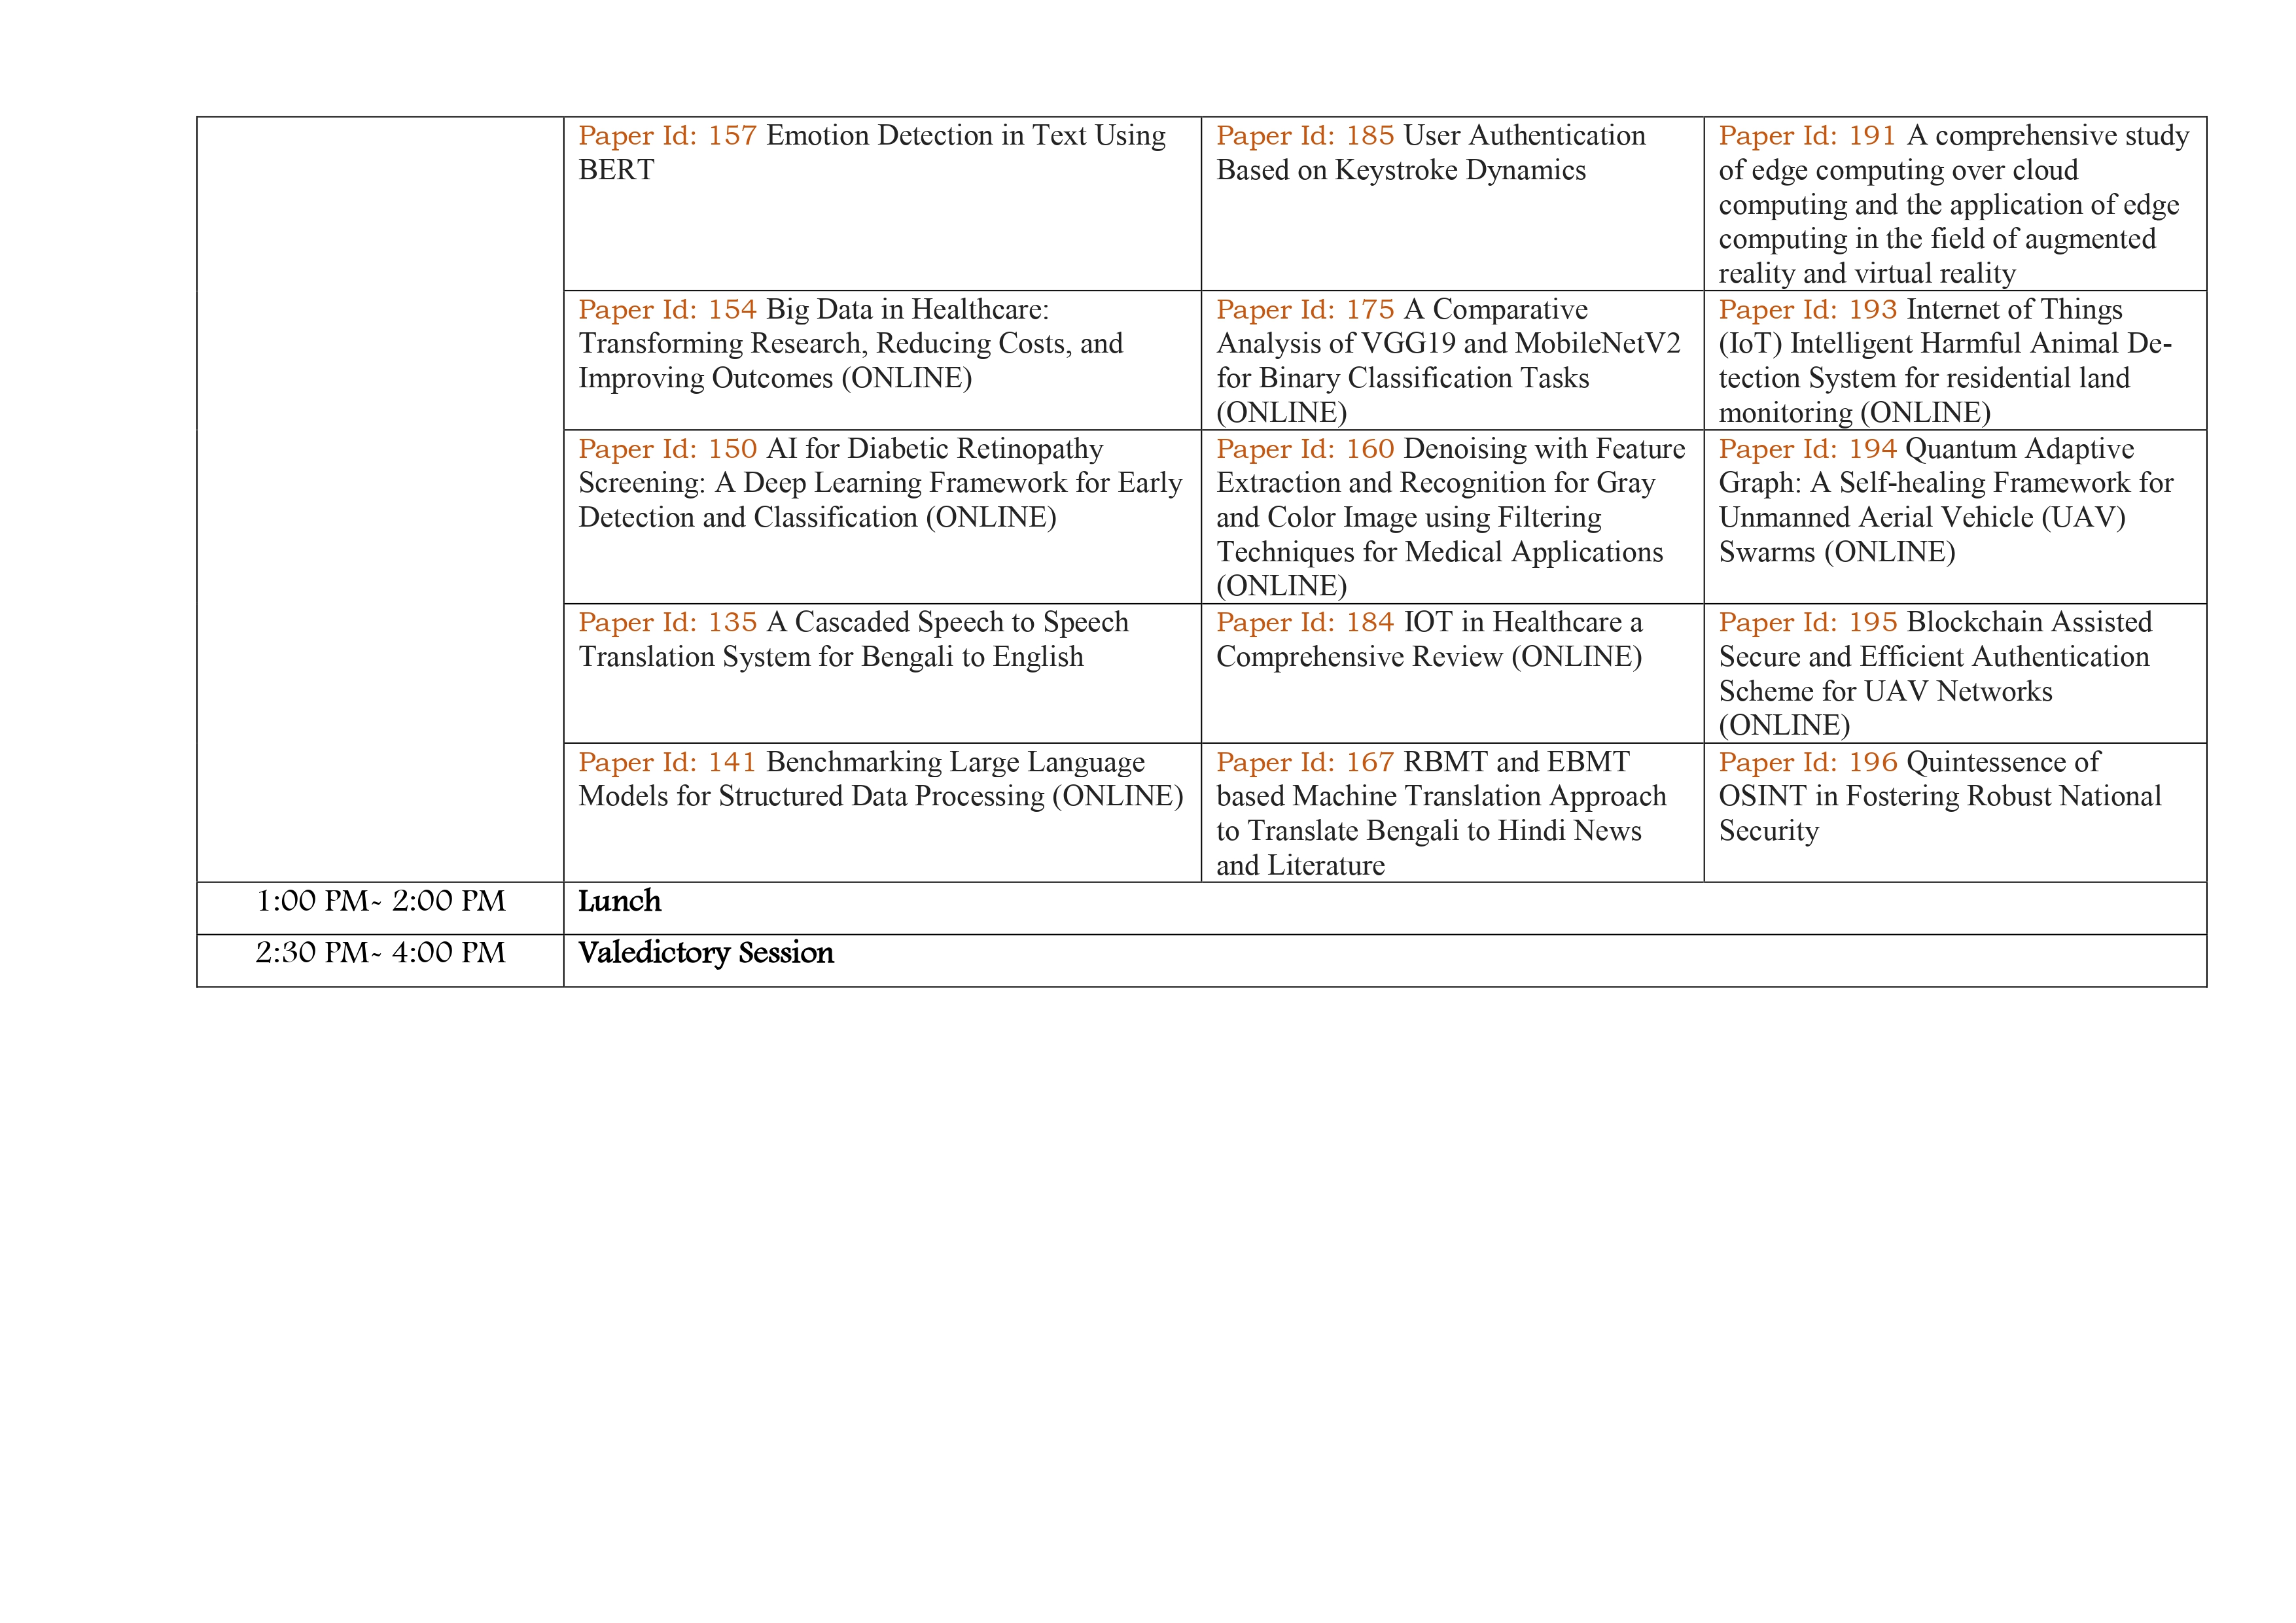 Paper Id: 157 Emotion Detection in Text Using
BERT
Paper Id: 185 User Authentication
Based on Keystroke Dynamics
Paper Id: 191 A comprehensive study
of edge computing over cloud
computing and the application of edge
computing in the field of augmented
reality and virtual reality
Paper Id: 154 Big Data in Healthcare:
Transforming Research, Reducing Costs, and
Improving Outcomes (ONLINE)
Paper Id: 175 A Comparative
Analysis of VGG19 and MobileNetV2
for Binary Classification Tasks
(ONLINE)
Paper Id: 193 Internet of Things
(IoT) Intelligent Harmful Animal De-
tection System for residential land
monitoring (ONLINE)
Paper Id: 150 AI for Diabetic Retinopathy
Screening: A Deep Learning Framework for Early
Detection and Classification (ONLINE)
Paper Id: 160 Denoising with Feature
Extraction and Recognition for Gray
and Color Image using Filtering
Techniques for Medical Applications
(ONLINE)
Paper Id: 194 Quantum Adaptive
Graph: A Self-healing Framework for
Unmanned Aerial Vehicle (UAV)
Swarms (ONLINE)
Paper Id: 135 A Cascaded Speech to Speech
Translation System for Bengali to English
Paper Id: 184 IOT in Healthcare a
Comprehensive Review (ONLINE)
Paper Id: 195 Blockchain Assisted
Secure and Efficient Authentication
Scheme for UAV Networks
(ONLINE)
Paper Id: 141 Benchmarking Large Language
Models for Structured Data Processing (ONLINE)
Paper Id: 167 RBMT and EBMT
based Machine Translation Approach
to Translate Bengali to Hindi News
and Literature
Paper Id: 196 Quintessence of
OSINT in Fostering Robust National
Security
1:00 PM- 2:00 PM
Lunch
2:30 PM- 4:00 PM
Valedictory Session